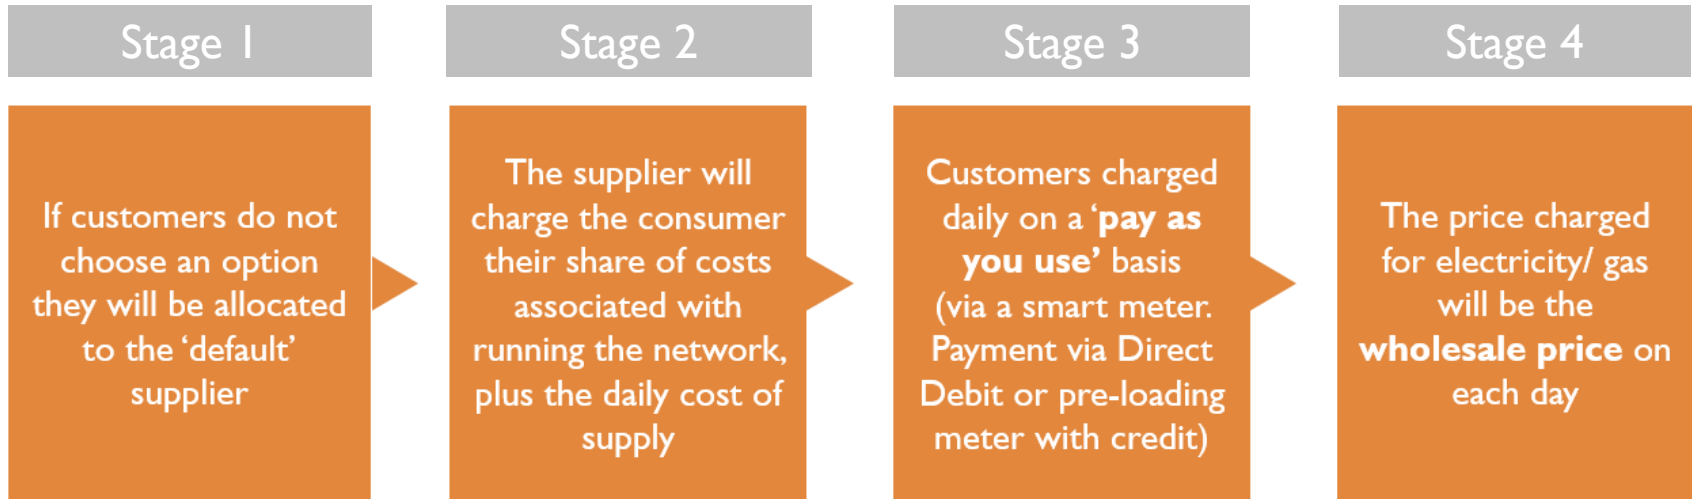 Stage 1
Stage 2
Stage 3
Stage 4
If customers do not
choose an option
they will be allocated
to the ‘default’
supplier
The supplier will
charge the consumer
their share of costs
associated with
running the network,
plus the daily cost of
supply
Customers charged
daily on a ‘pay as
you use’ basis
(via a smart meter.
Payment via Direct
Debit or pre-loading
meter with credit)
The price charged
for electricity/ gas
will be the
wholesale price on
each day